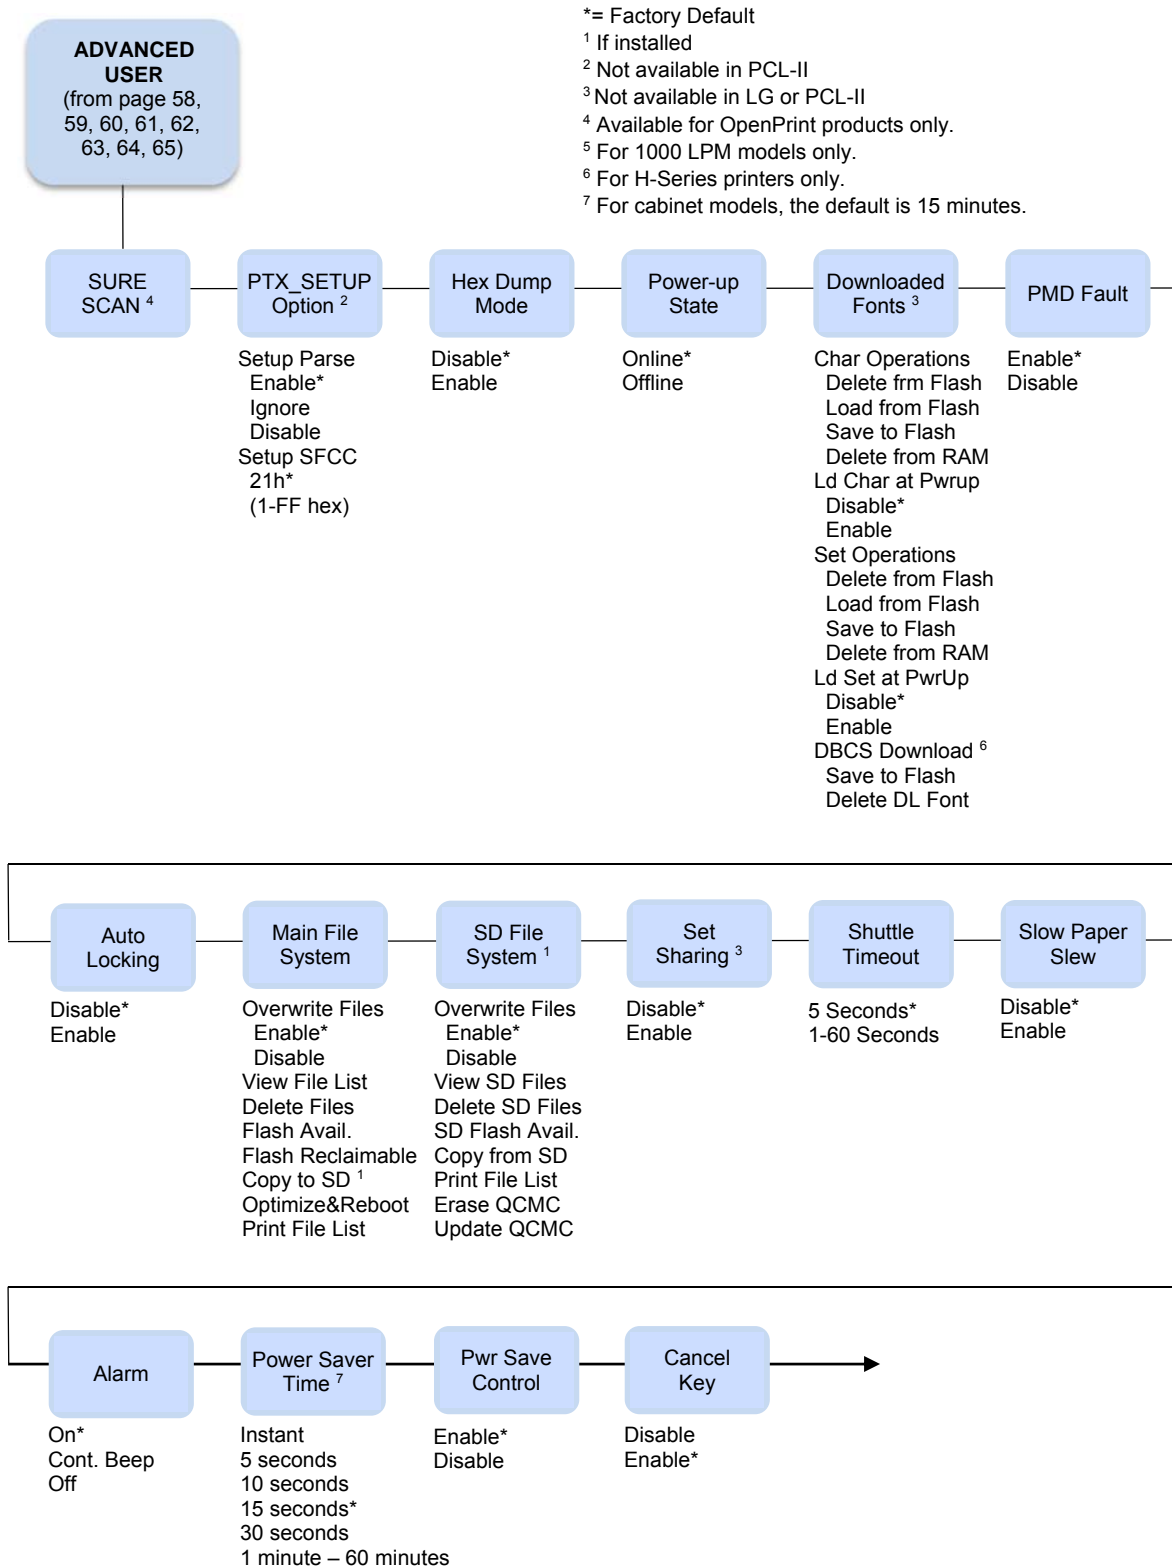 ADVANCED
USER
(from page 58,
59, 60, 61, 62,
63, 64, 65)
*= Factory Default
1 If installed
2 Not available in PCL-II
3 Not available in LG or PCL-II
4 Available for OpenPrint products only.
5 For 1000 LPM models only.
6 For H-Series printers only.
7 For cabinet models, the default is 15 minutes.
SURE
SCAN 4
PTX_SETUP
Option 2
Setup Parse
Enable*
Ignore
Disable
Setup SFCC
21h*
(1-FF hex)
Hex Dump
Mode
Disable*
Enable
Power-up
State
Online*
Offline
Downloaded
Fonts 3
Char Operations
Delete frm Flash
Load from Flash
Save to Flash
Delete from RAM
Ld Char at Pwrup
Disable*
Enable
Set Operations
Delete from Flash
Load from Flash
Save to Flash
Delete from RAM
Ld Set at PwrUp
Disable*
Enable
DBCS Download 6
Save to Flash
Delete DL Font
PMD Fault
Enable*
Disable
Auto
Locking
Disable*
Enable
Main File
System
Overwrite Files
Enable*
Disable
View File List
Delete Files
Flash Avail.
Flash Reclaimable
Copy to SD 1
Optimize&Reboot
Print File List
SD File
System 1
Overwrite Files
Enable*
Disable
View SD Files
Delete SD Files
SD Flash Avail.
Copy from SD
Print File List
Erase QCMC
Update QCMC
Set
Sharing 3
Disable*
Enable
Shuttle
Timeout
5 Seconds*
1-60 Seconds
Slow Paper
Slew
Disable*
Enable
Alarm
On*
Cont. Beep
Off
Power Saver
Time 7
Instant
5 seconds
10 seconds
15 seconds*
30 seconds
1 minute – 60 minutes
Pwr Save
Control
Enable*
Disable
Cancel
Key
Disable
Enable*